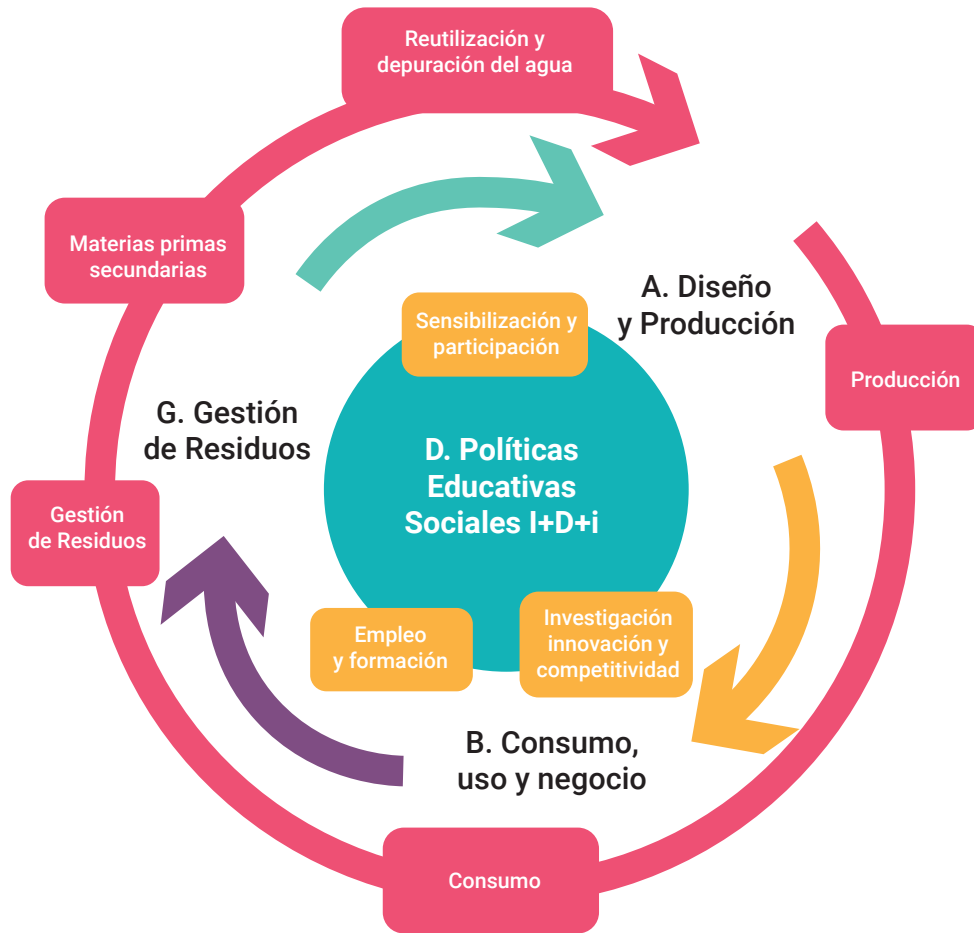 Reutilización y
depuración del agua
Materias primas
secundarias
A. Diseño
y Producción
Sensibilización y
participación
Producción
G. Gestión
de Residuos
D. Políticas
Educativas
Sociales I+D+i
Gestión
de Residuos
Empleo
y formación
Investigación
innovación y
competitividad
B. Consumo,
uso y negocio
Consumo